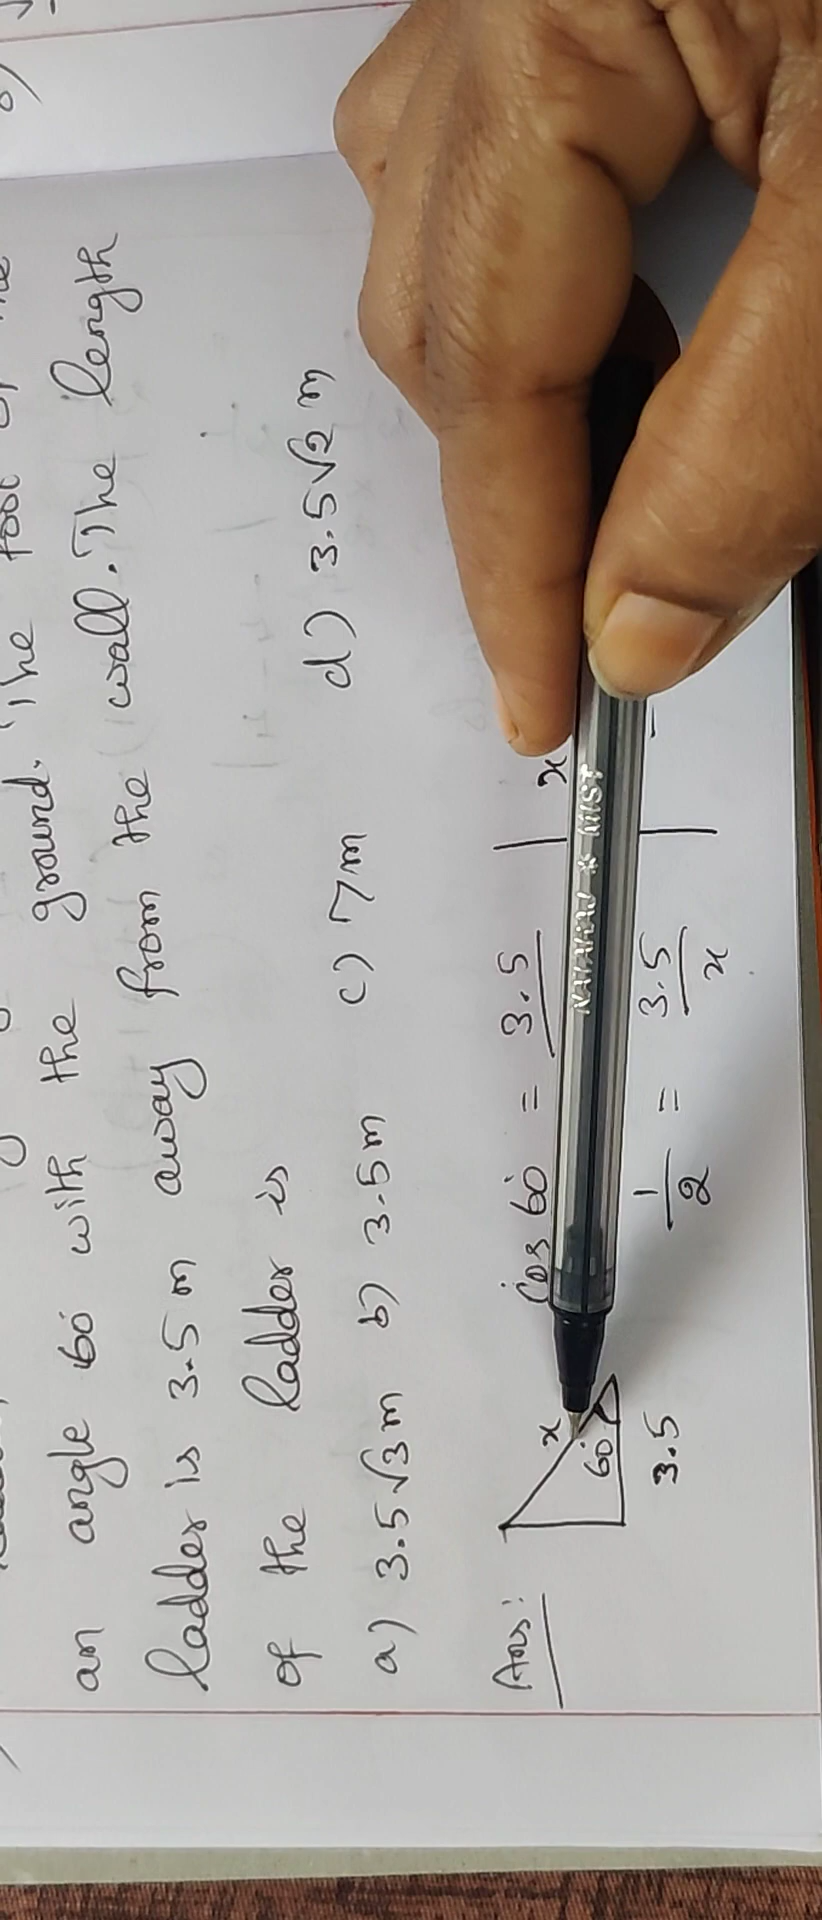 ground. The
an angle 60° with the wall. The length
ladder is 3.5 m away from the
of the ladder is
a) 3.5√3 m b) 3.5 m c) 7 m d) 3.5√2 m
Ans:
x
60°
3.5
Cos 60° = 3.5
x
1/2 = 3.5/x
NATARAJ * MIST